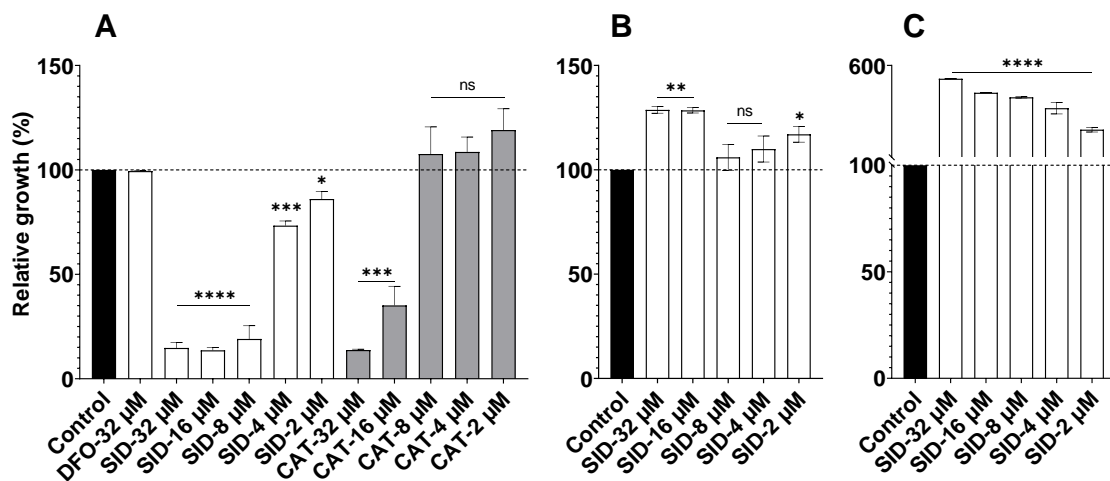 A
B
C
Relative growth (%)
150
100
50
0
ns
*
***
****
***
Control
DFO-32 µM
SID-32 µM
SID-16 µM
SID-8 µM
SID-4 µM
SID-2 µM
CAT-32 µM
CAT-16 µM
CAT-8 µM
CAT-4 µM
CAT-2 µM
150
100
50
0
**
ns
*
Control
SID-32 µM
SID-16 µM
SID-8 µM
SID-4 µM
SID-2 µM
600
100
100
50
0
****
Control
SID-32 µM
SID-16 µM
SID-8 µM
SID-4 µM
SID-2 µM